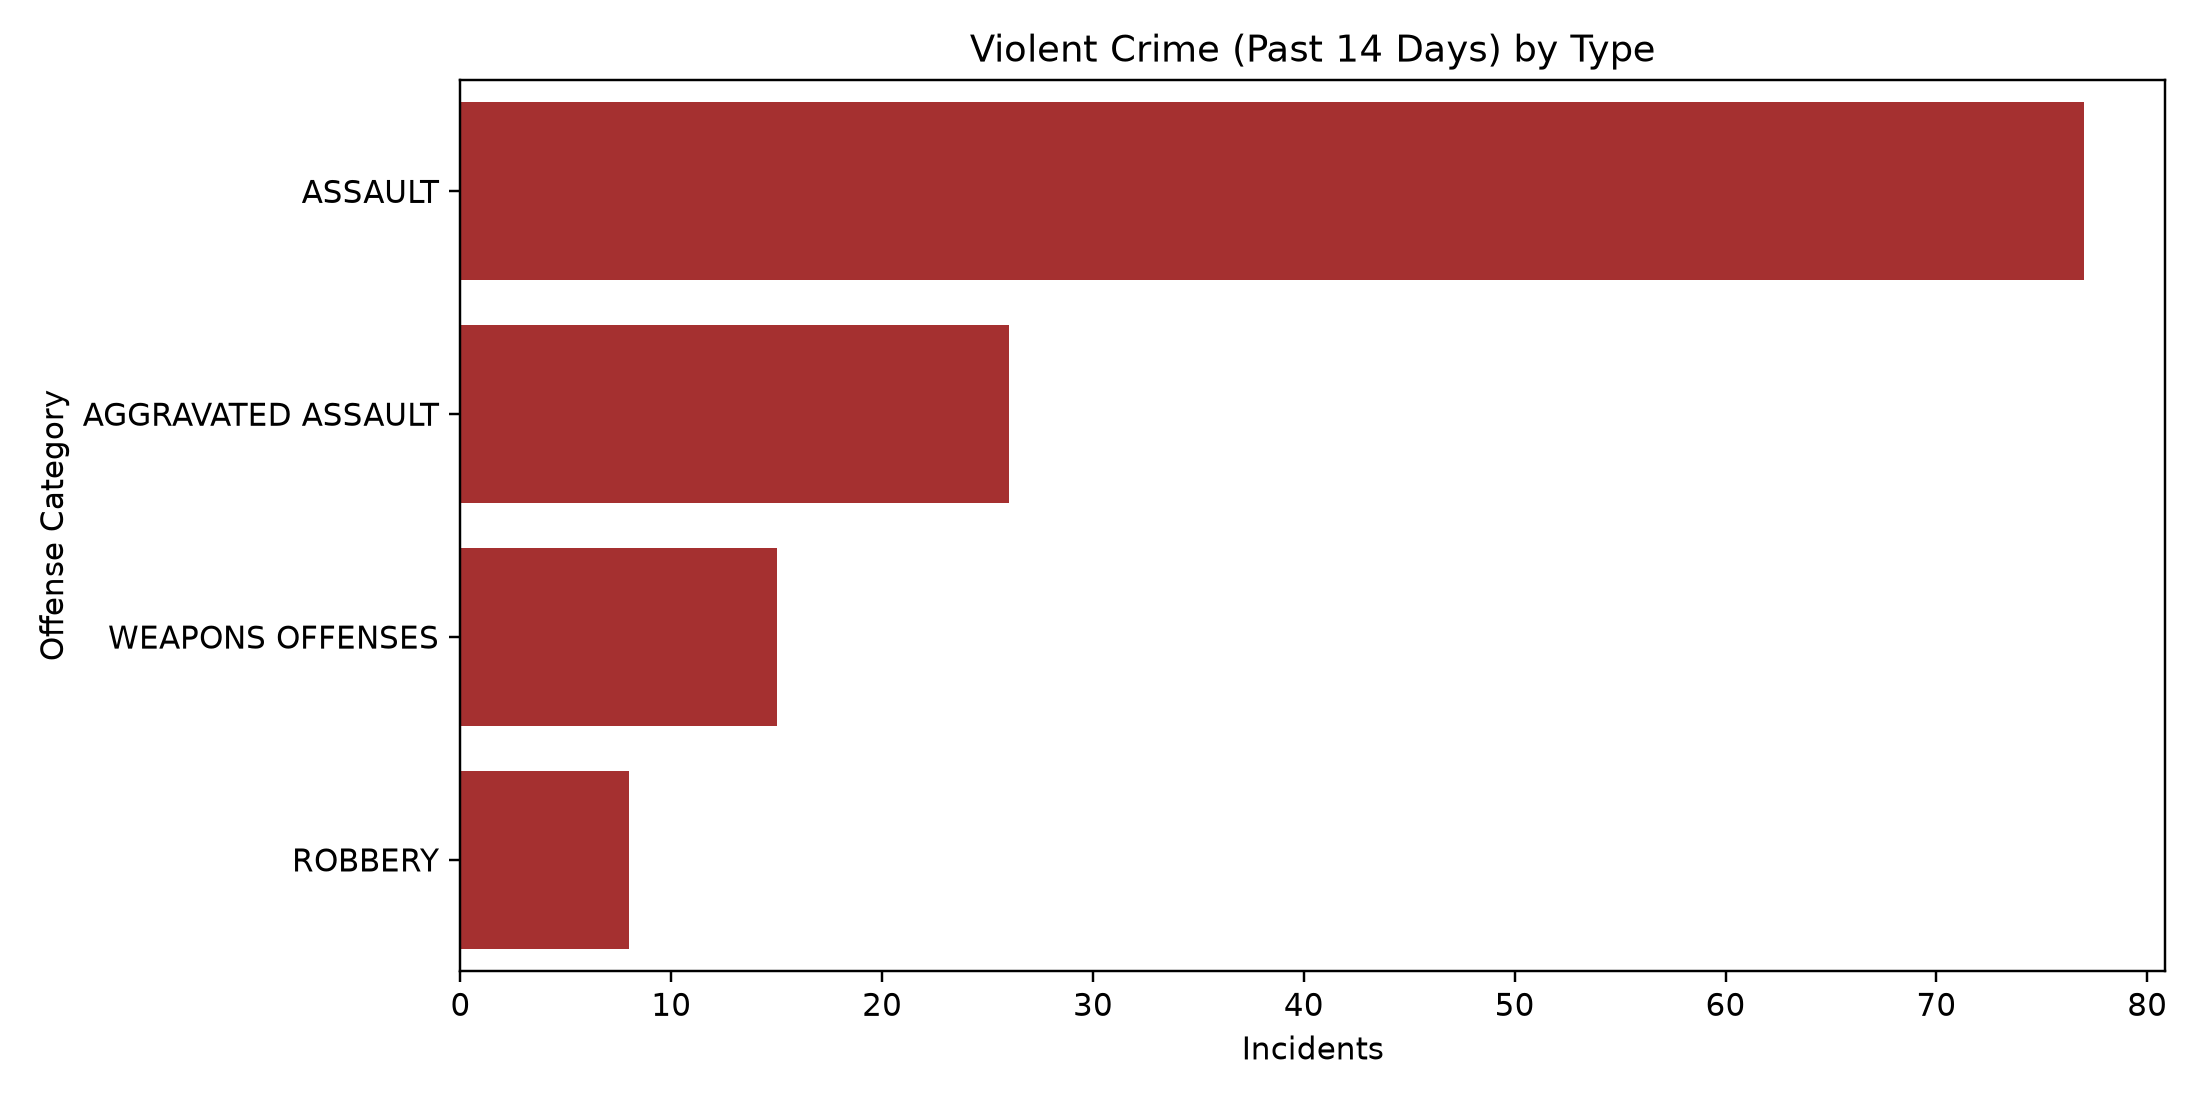 Violent Crime (Past 14 Days) by Type
Offense Category
ASSAULT
AGGRAVATED ASSAULT
WEAPONS OFFENSES
ROBBERY
0 10 20 30 40 50 60 70 80
Incidents